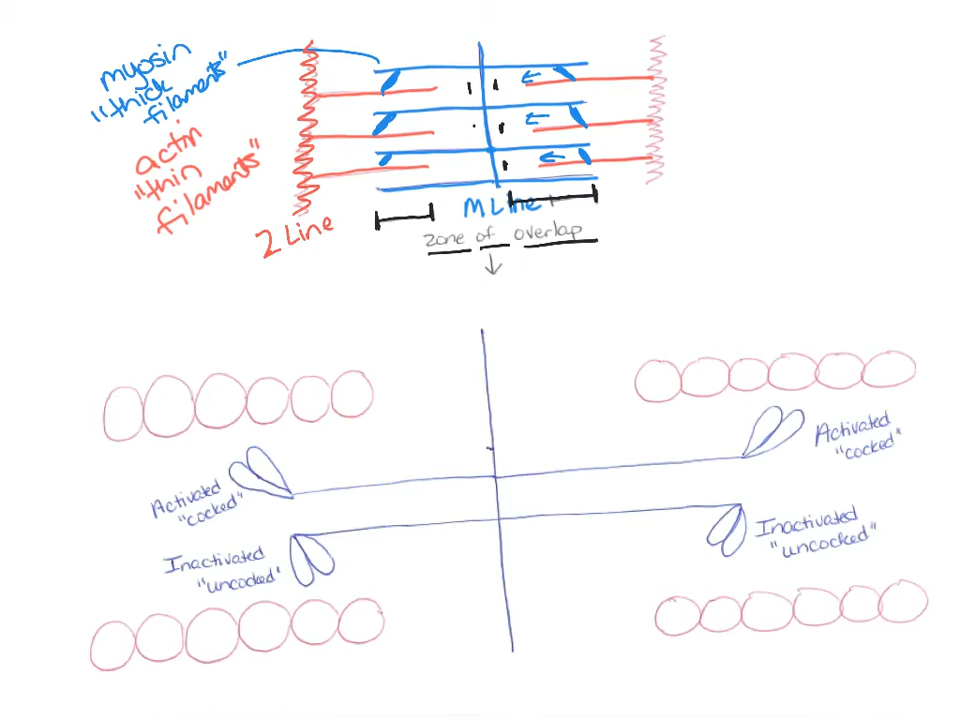 myosin
"thick
filaments"
actin
"thin
filaments"
Z Line
M Line
zone of overlap
Activated
"cocked"
Activated
"cocked"
Inactivated
"uncocked"
Inactivated
"uncocked"